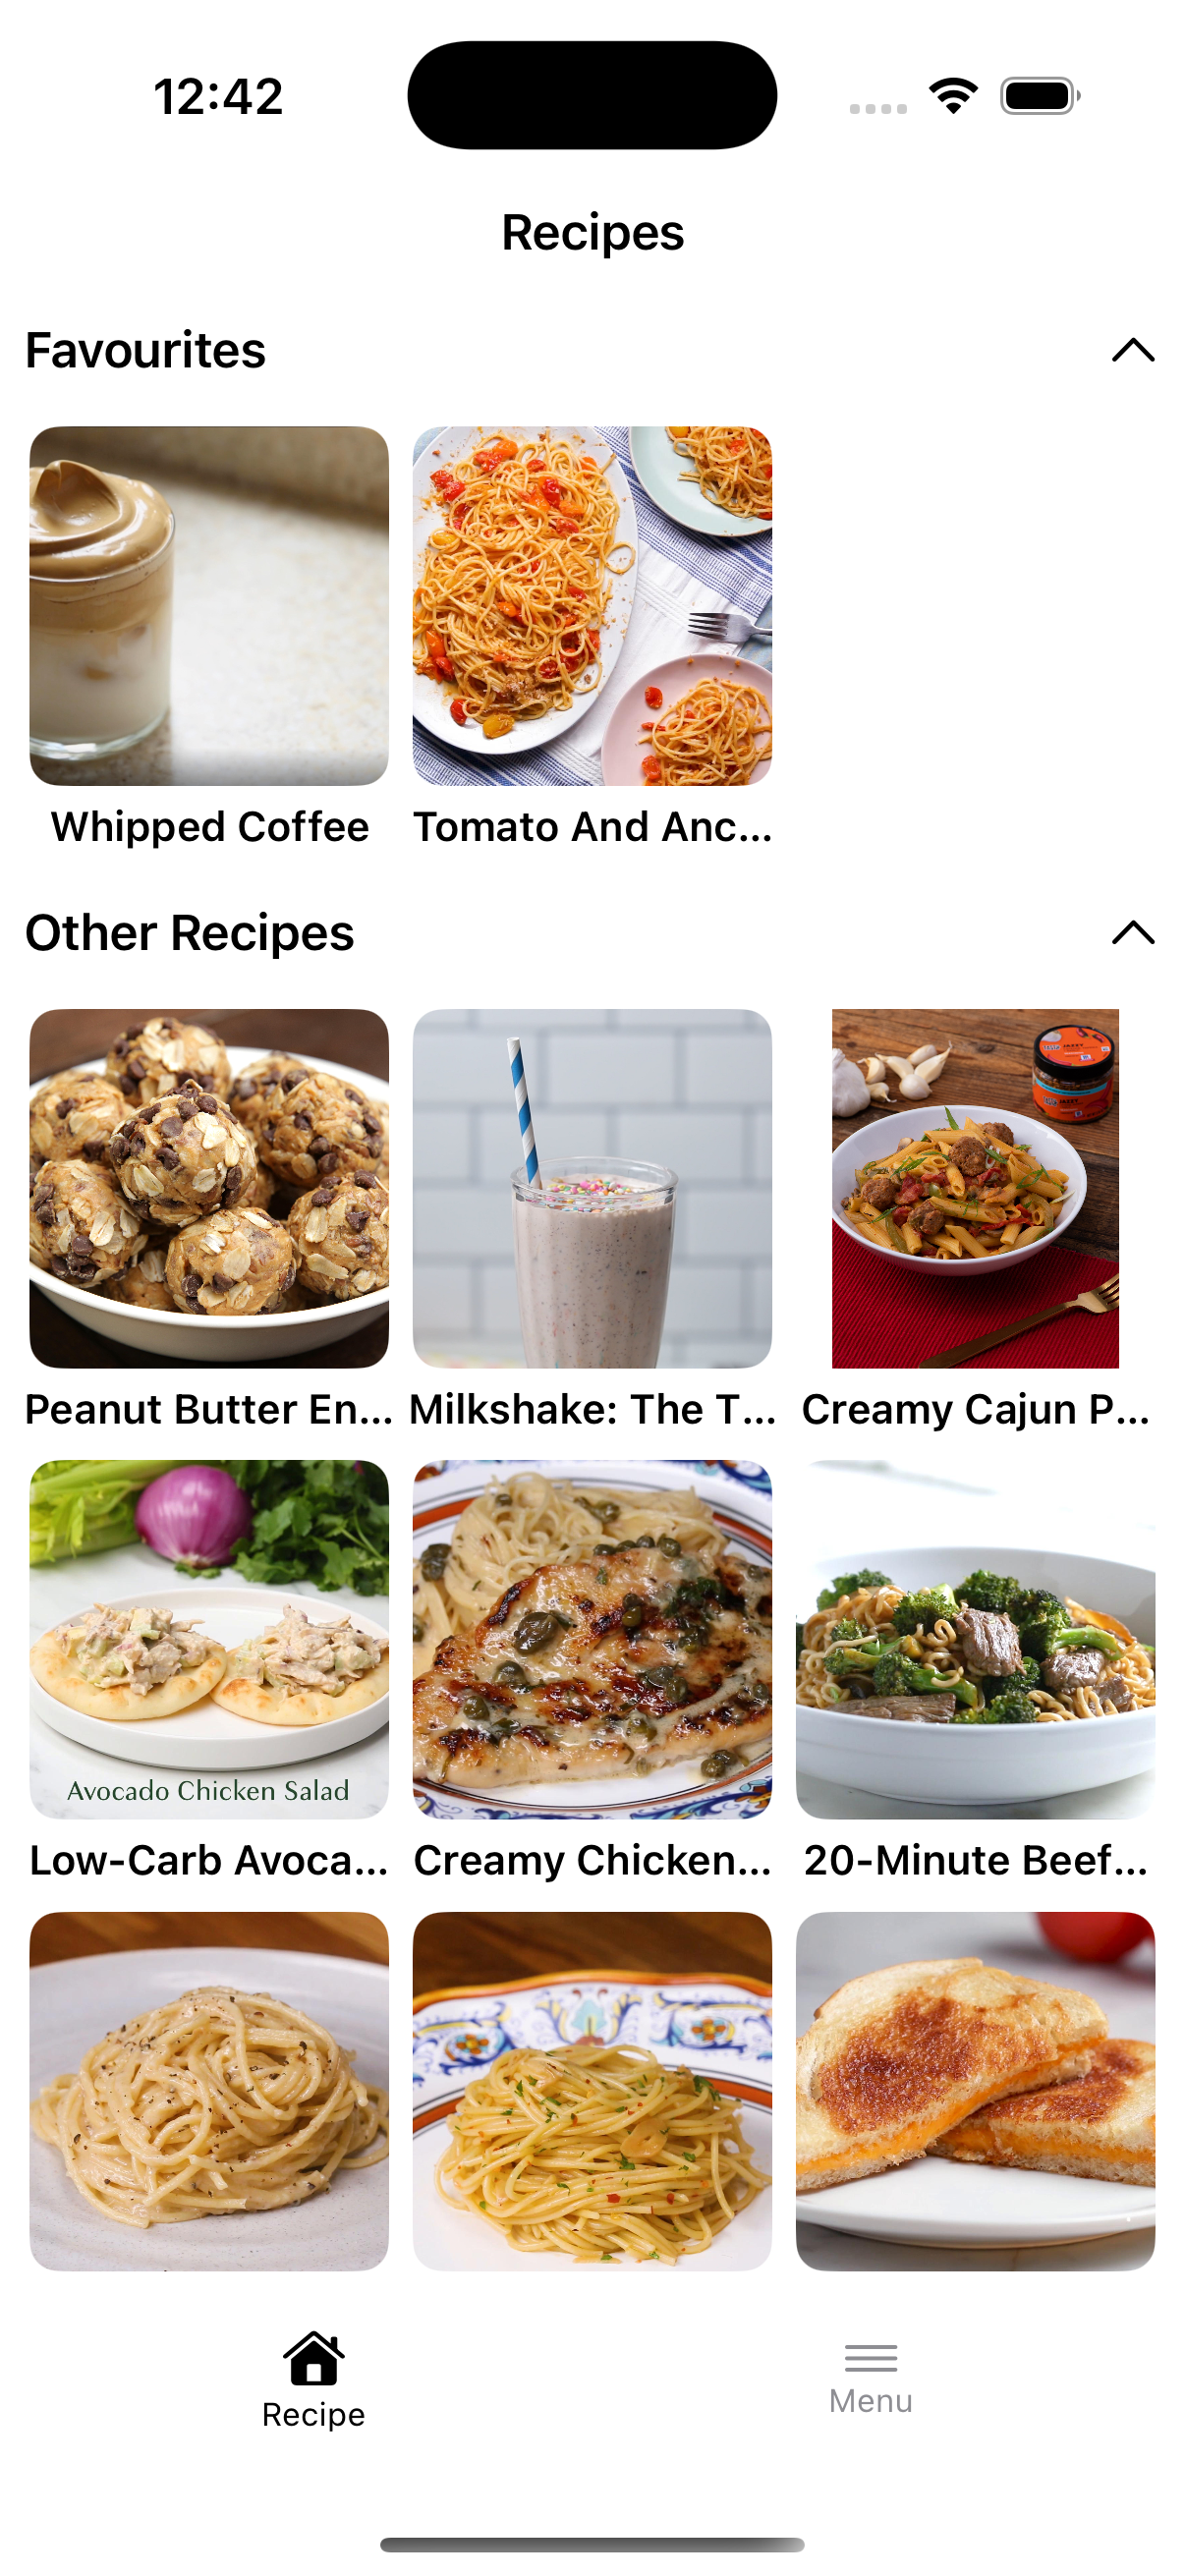 12:42
Recipes
Favourites
Whipped Coffee
Tomato And Anc...
Other Recipes
Peanut Butter En...
Milkshake: The T...
Creamy Cajun P...
Avocado Chicken Salad
Low-Carb Avoca...
Creamy Chicken...
20-Minute Beef...
Recipe
Menu